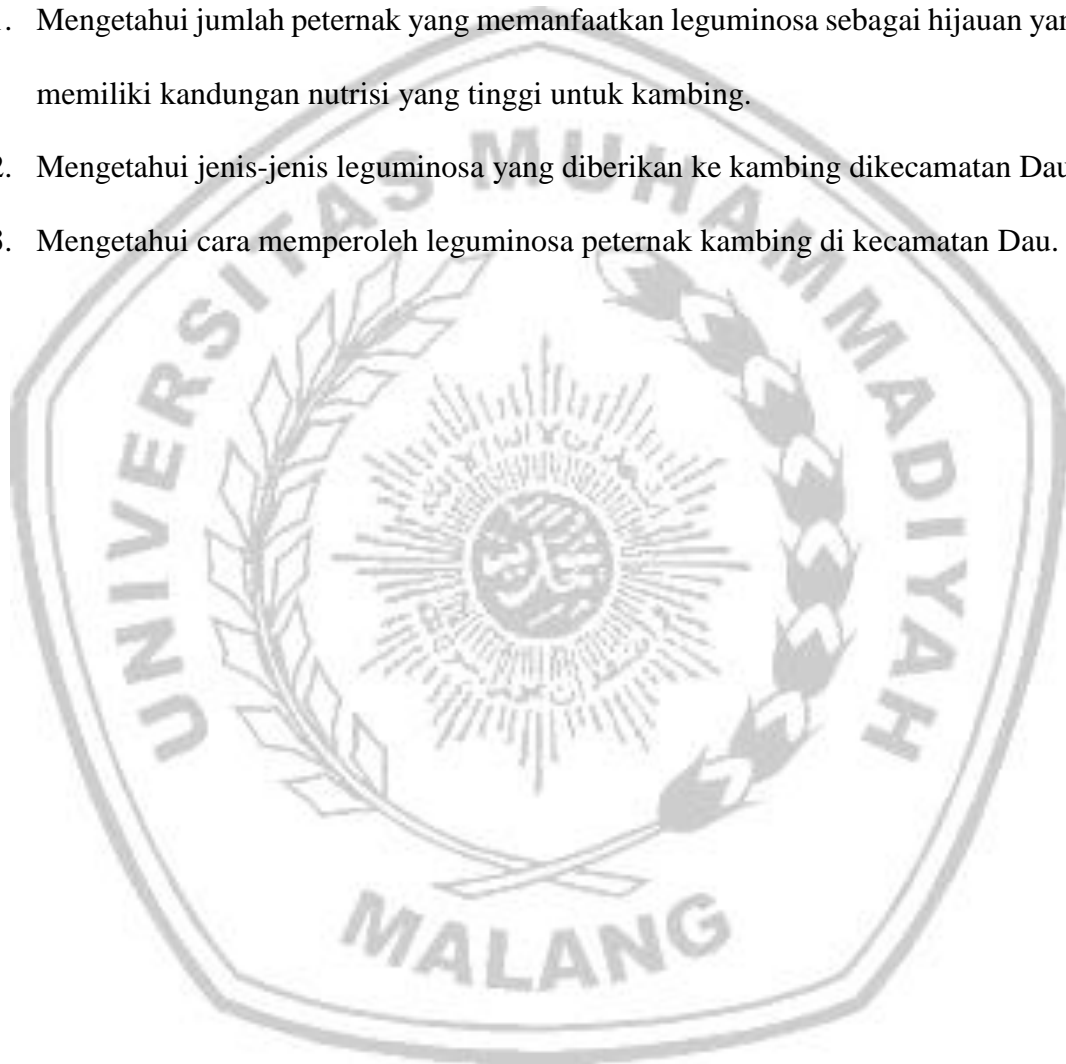 . Mengetahui jumlah peternak yang memanfaatkan leguminosa sebagai hijauan
memiliki kandungan nutrisi yang tinggi untuk kambing.
2. Mengetahui jenis-jenis leguminosa yang diberikan ke kambing dikecamatan Dau
3. Mengetahui cara memperoleh leguminosa peternak kambing di kecamatan Dau.
UNIVERSITAS MUHAMMADIYAH
MALANG